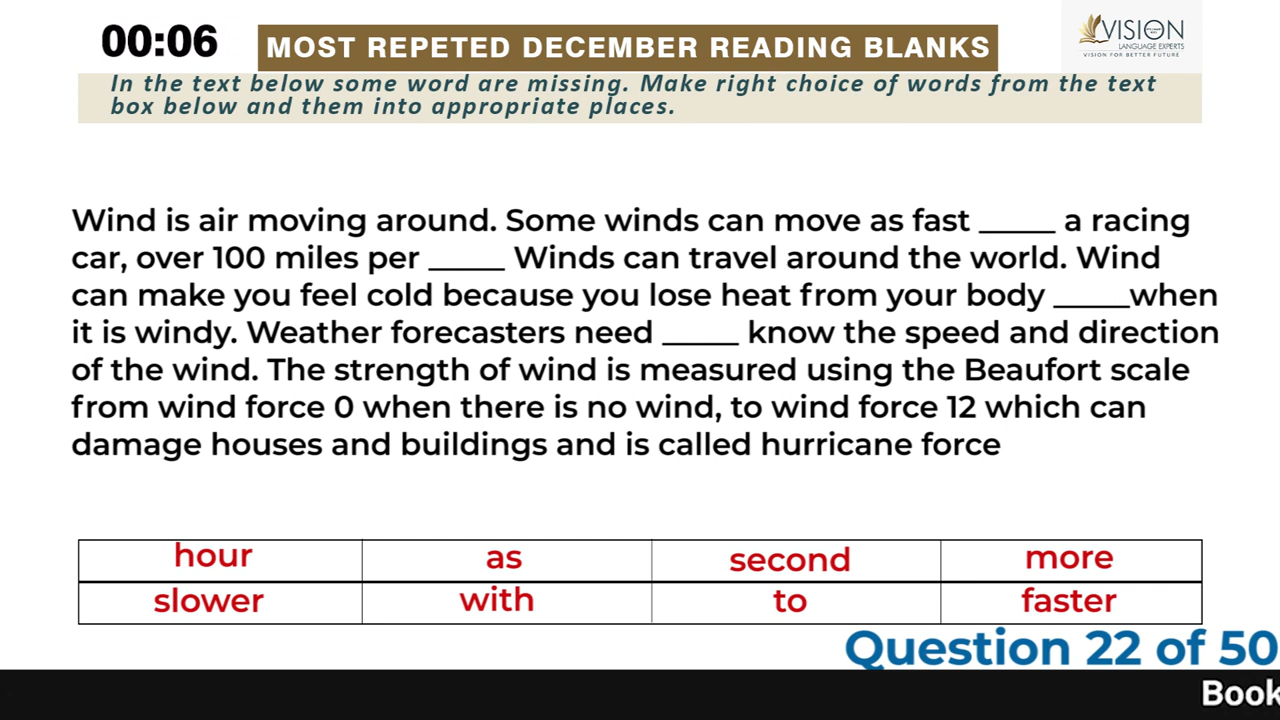 00:06
MOST REPETED DECEMBER READING BLANKS
VISION
LANGUAGE EXPERTS
VISION FOR BETTER FUTURE
In the text below some word are missing. Make right choice of words from the text
box below and them into appropriate places.
Wind is air moving around. Some winds can move as fast _____ a racing
car, over 100 miles per _____ Winds can travel around the world. Wind
can make you feel cold because you lose heat from your body _____when
it is windy. Weather forecasters need _____ know the speed and direction
of the wind. The strength of wind is measured using the Beaufort scale
from wind force 0 when there is no wind, to wind force 12 which can
damage houses and buildings and is called hurricane force
hour as second more
slower with to faster
Question 22 of 50
Book